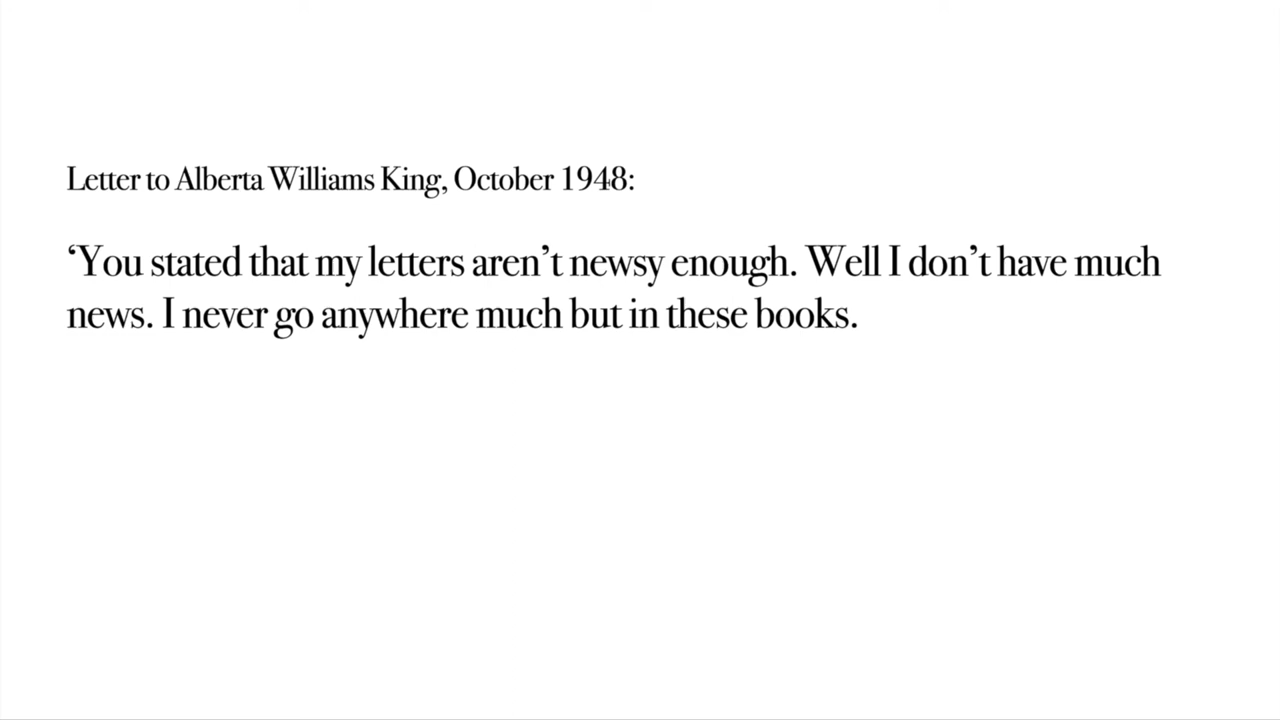 Letter to Alberta Williams King, October 1948:
‘You stated that my letters aren’t newsy enough. Well I don’t have much
news. I never go anywhere much but in these books.